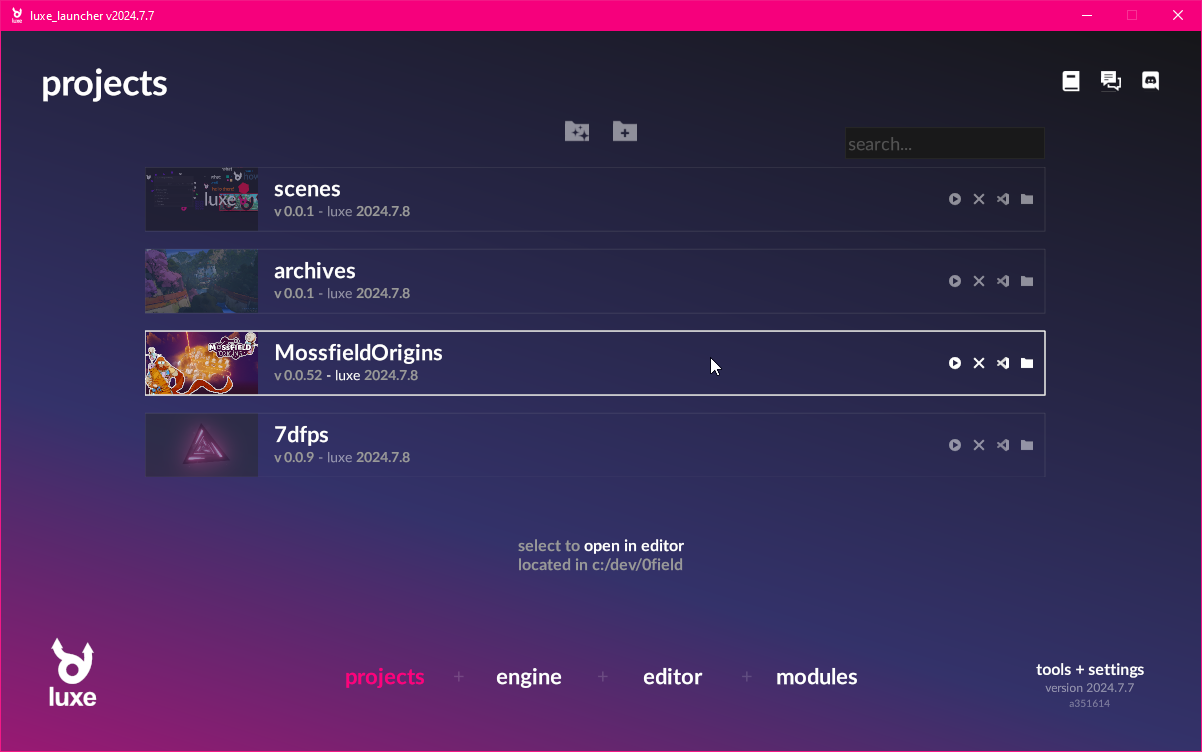 luxe_launcher v2024.7.7
projects
search...
scenes
v 0.0.1 - luxe 2024.7.8
luxe
archives
v 0.0.1 - luxe 2024.7.8
MossfieldOrigins
v 0.0.52 - luxe 2024.7.8
MOSSFIELD
7dfps
v 0.0.9 - luxe 2024.7.8
select to open in editor
located in c:/dev/0field
luxe
projects + engine + editor + modules
tools + settings
version 2024.7.7
a351614